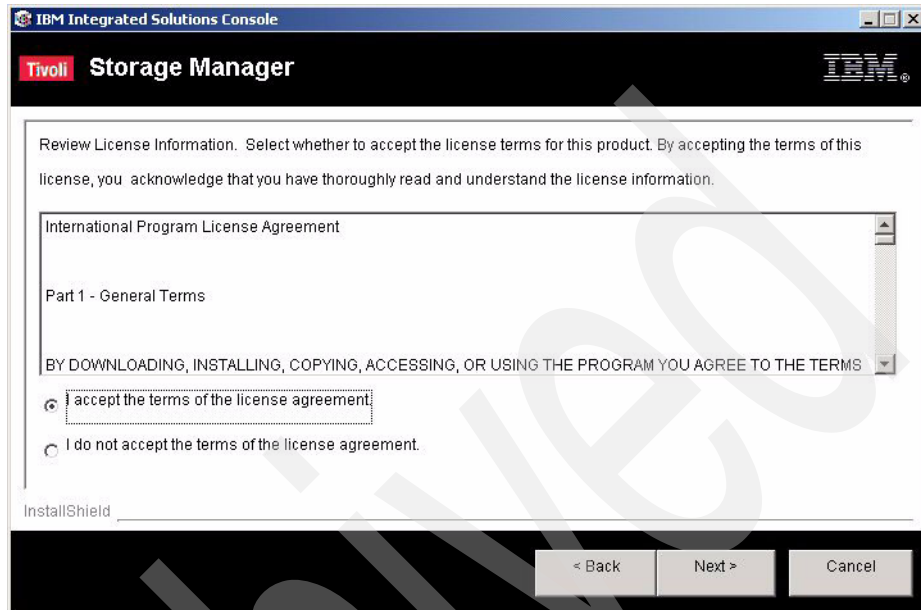 IBM Integrated Solutions Console
Tivoli Storage Manager
IBM®
Review License Information. Select whether to accept the license terms for this product. By accepting the terms of this
license, you acknowledge that you have thoroughly read and understand the license information.
International Program License Agreement
Part 1 - General Terms
BY DOWNLOADING, INSTALLING, COPYING, ACCESSING, OR USING THE PROGRAM YOU AGREE TO THE TERMS
I accept the terms of the license agreement.
I do not accept the terms of the license agreement.
InstallShield
< Back
Next >
Cancel
hived